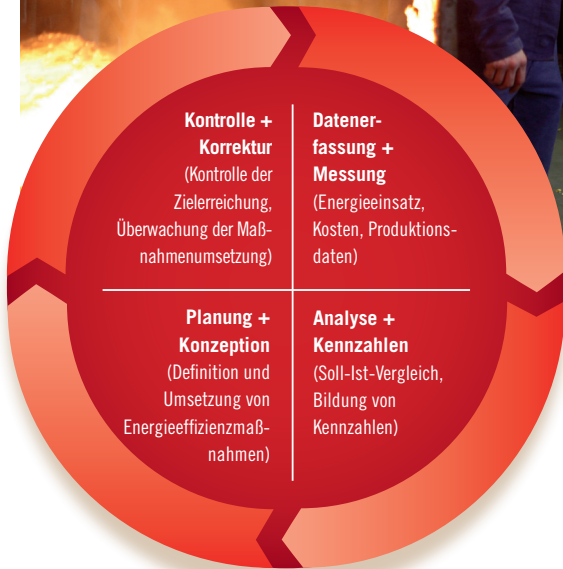 Kontrolle +
Korrektur
(Kontrolle der
Zielerreichung,
Überwachung der Maß-
nahmenumsetzung)
Datener-
fassung +
Messung
(Energieeinsatz,
Kosten, Produktions-
daten)
Planung +
Konzeption
(Definition und
Umsetzung von
Energieeffizienzmaß-
nahmen)
Analyse +
Kennzahlen
(Soll-Ist-Vergleich,
Bildung von
Kennzahlen)